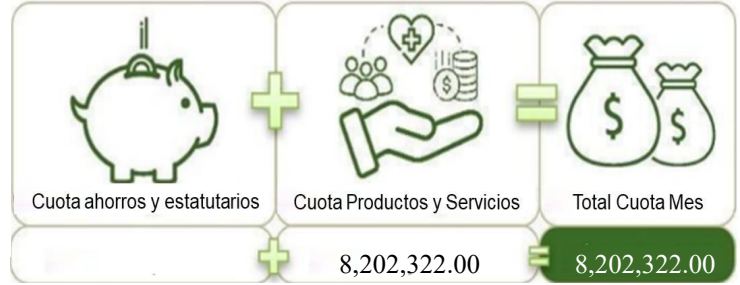 $
$
$
Cuota ahorros y estatutarios
Cuota Productos y Servicios
Total Cuota Mes
8,202,322.00
8,202,322.00